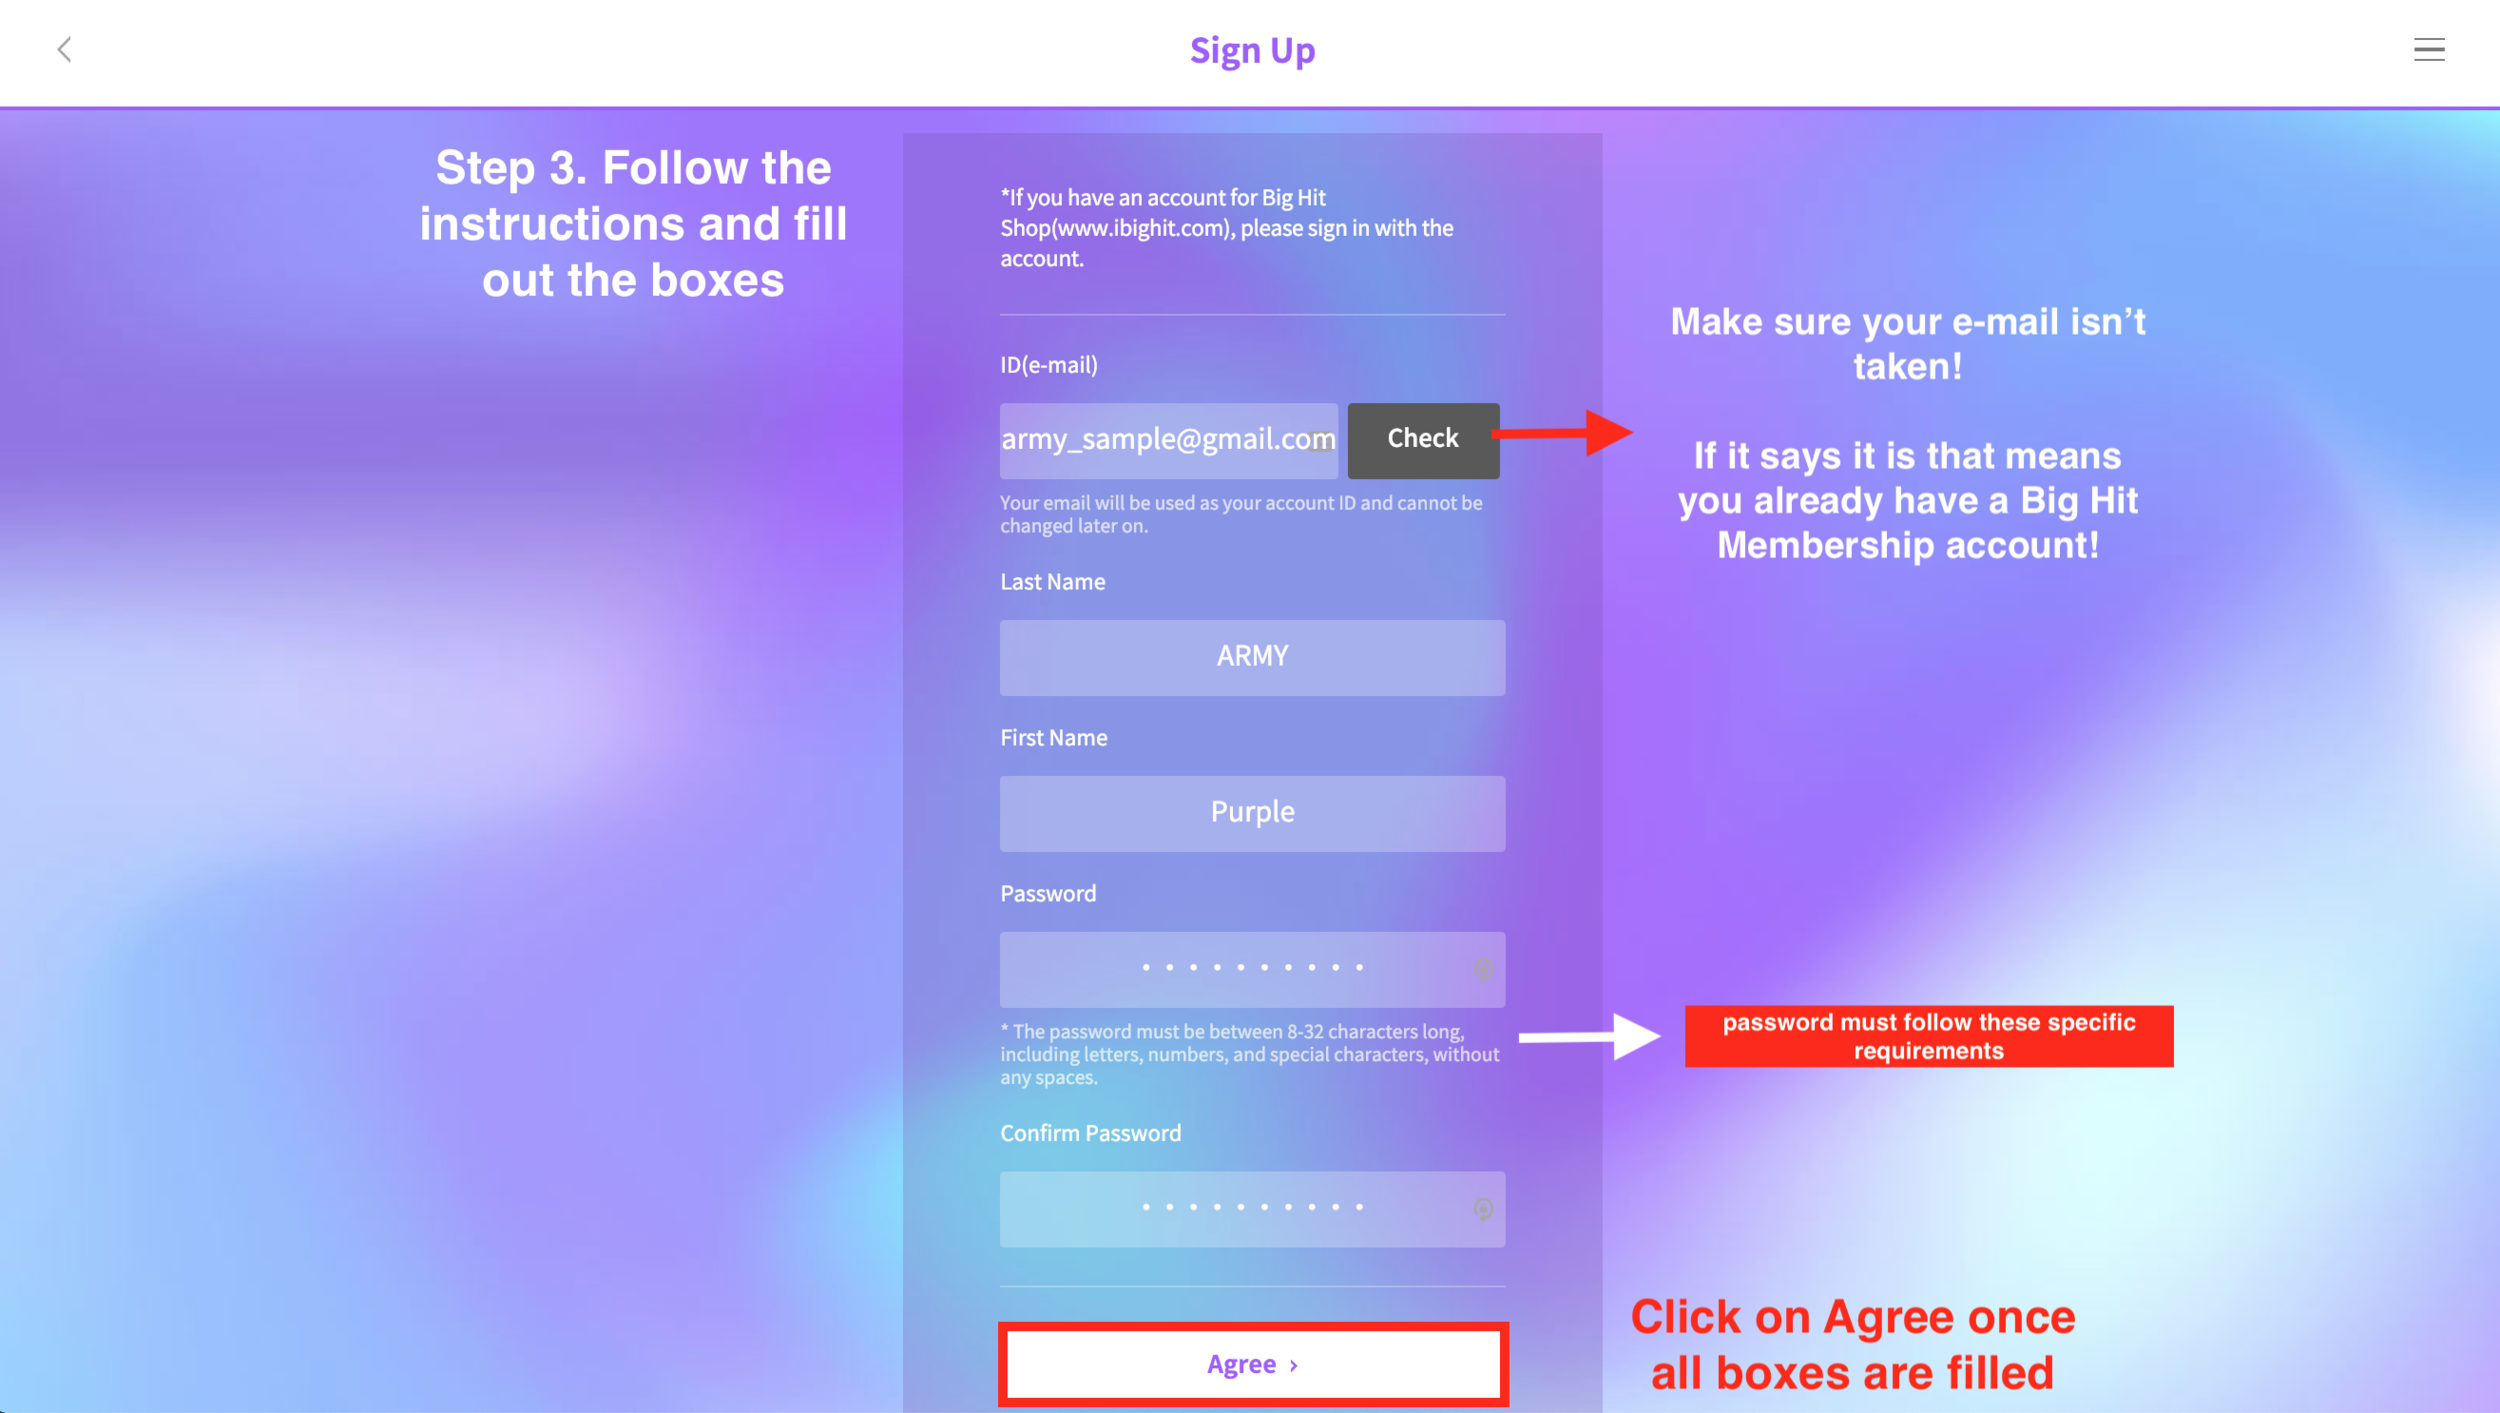 Sign Up
Step 3. Follow the
instructions and fill
out the boxes
*If you have an account for Big Hit
Shop(www.ibighit.com), please sign in with the
account.
ID(e-mail)
army_sample@gmail.com
Check
Your email will be used as your account ID and cannot be
changed later on.
Make sure your e-mail isn’t
taken!
If it says it is that means
you already have a Big Hit
Membership account!
Last Name
ARMY
First Name
Purple
Password
* The password must be between 8-32 characters long,
including letters, numbers, and special characters, without
any spaces.
password must follow these specific
requirements
Confirm Password
Agree ›
Click on Agree once
all boxes are filled